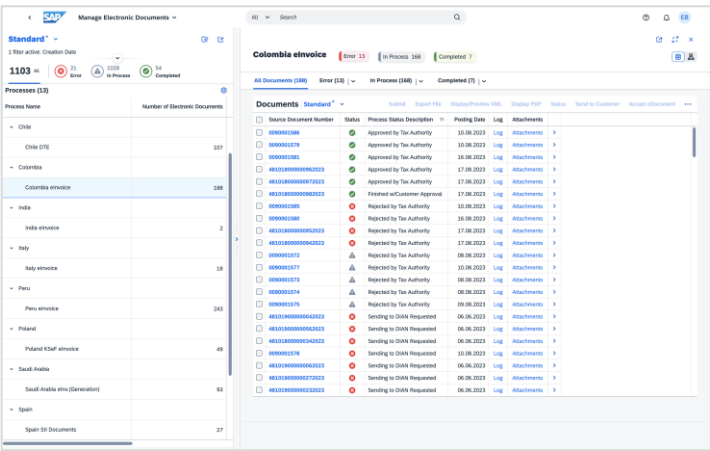 SAP Manage Electronic Documents
All Search
EB
Standard*
1 filter active: Creation Date
1103 All 21 Error 1028 In Process 54 Completed
Processes (13)
Process Name Number of Electronic Documents
Chile
Chile DTE 107
Colombia
Colombia eInvoice 188
India
India eInvoice 2
Italy
Italy eInvoice 18
Peru
Peru eInvoice 243
Poland
Poland KSeF eInvoice 49
Saudi Arabia
Saudi Arabia eInv (Generation) 93
Spain
Spain SII Documents 27
Colombia eInvoice Error 13 In Process 168 Completed 7
All Documents (188) Error (13) In Process (168) Completed (7)
Documents Standard* Submit Export File Display/Preview XML Display PDF Status Send to Customer Accept eDocument
Source Document Number Status Process Status Description Posting Date Log Attachments
0090001586 Approved by Tax Authority 10.08.2023 Log Attachments
0090001579 Approved by Tax Authority 10.08.2023 Log Attachments
0090001581 Approved by Tax Authority 16.08.2023 Log Attachments
Approved by Tax Authority 17.08.2023 Log Attachments
Approved by Tax Authority 17.08.2023 Log Attachments
Finished w/Customer Approval 17.08.2023 Log Attachments
0090001585 Rejected by Tax Authority 10.08.2023 Log Attachments
0090001580 Rejected by Tax Authority 16.08.2023 Log Attachments
Rejected by Tax Authority 17.08.2023 Log Attachments
Rejected by Tax Authority 17.08.2023 Log Attachments
0090001572 Rejected by Tax Authority 08.08.2023 Log Attachments
0090001577 Rejected by Tax Authority 10.08.2023 Log Attachments
0090001573 Rejected by Tax Authority 08.08.2023 Log Attachments
0090001574 Rejected by Tax Authority 08.08.2023 Log Attachments
0090001575 Rejected by Tax Authority 09.08.2023 Log Attachments
Sending to DIAN Requested 06.06.2023 Log Attachments
Sending to DIAN Requested 06.06.2023 Log Attachments
Sending to DIAN Requested 06.06.2023 Log Attachments
0090001578 Sending to DIAN Requested 10.08.2023 Log Attachments
Sending to DIAN Requested 06.06.2023 Log Attachments
Sending to DIAN Requested 06.06.2023 Log Attachments
Sending to DIAN Requested 06.06.2023 Log Attachments